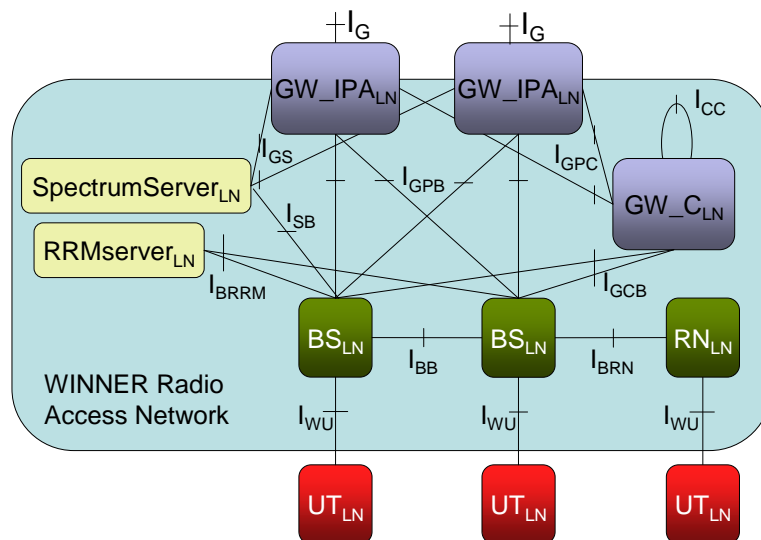 I_G
I_G
GW_IPA_LN
GW_IPA_LN
I_CC
I_GS
I_GPC
SpectrumServer_LN
I_GPB
GW_C_LN
I_SB
RRMserver_LN
I_BRRM
I_GCB
BS_LN
BS_LN
RN_LN
I_BB
I_BRN
WINNER Radio
Access Network
I_WU
I_WU
I_WU
UT_LN
UT_LN
UT_LN